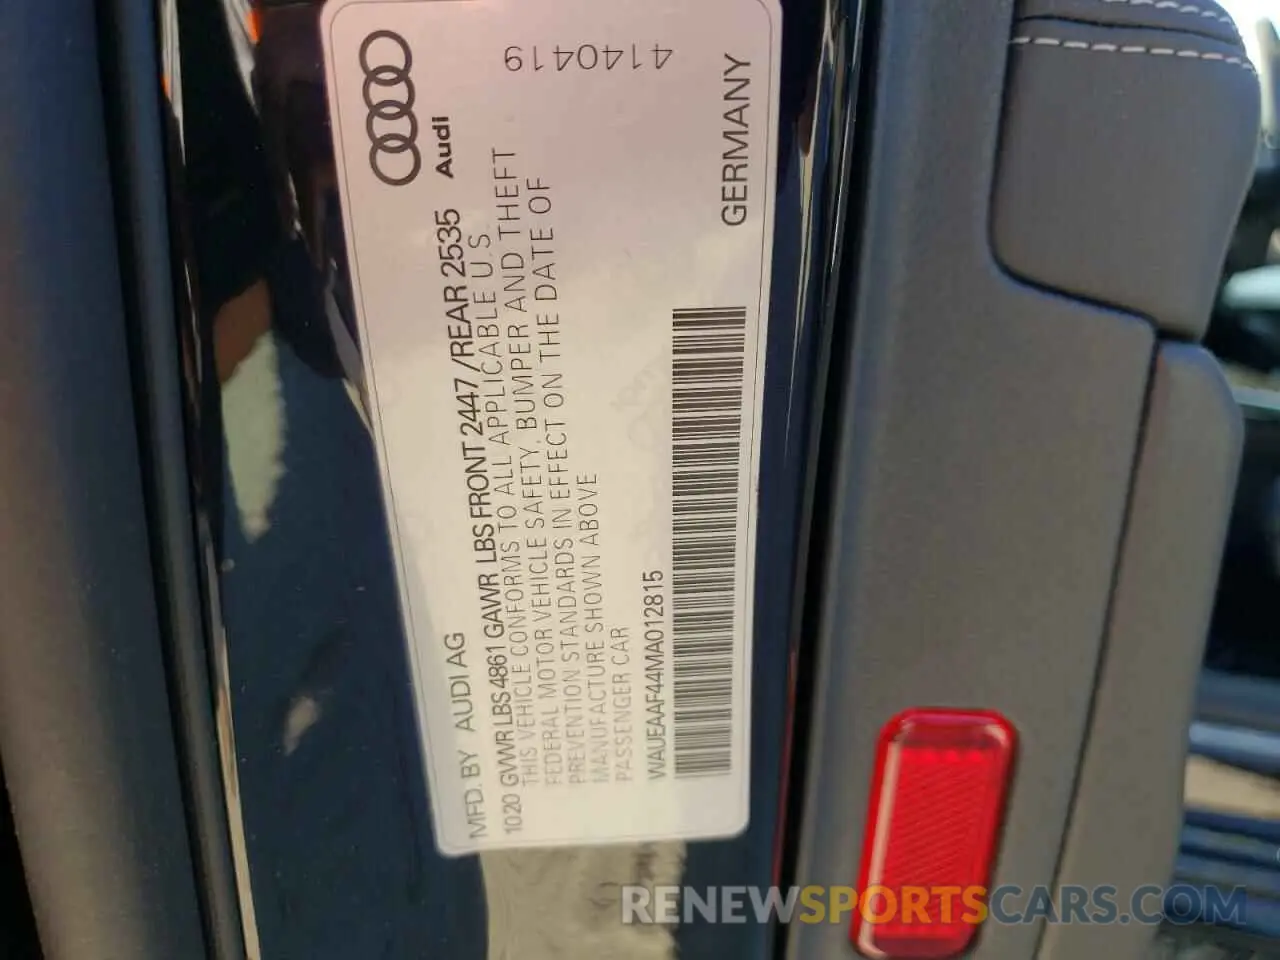 MFD. BY AUDI AG
1020 GVWR LBS 4861 GAWR LBS FRONT 2447 /REAR 2535
THIS VEHICLE CONFORMS TO ALL APPLICABLE U.S
FEDERAL MOTOR VEHICLE SAFETY, BUMPER AND THEFT
PREVENTION STANDARDS IN EFFECT ON THE DATE OF
MANUFACTURE SHOWN ABOVE
PASSENGER CAR
WAUEAAF44MA012815
Audi
4140419
GERMANY
RENEWSPORTSCARS.COM